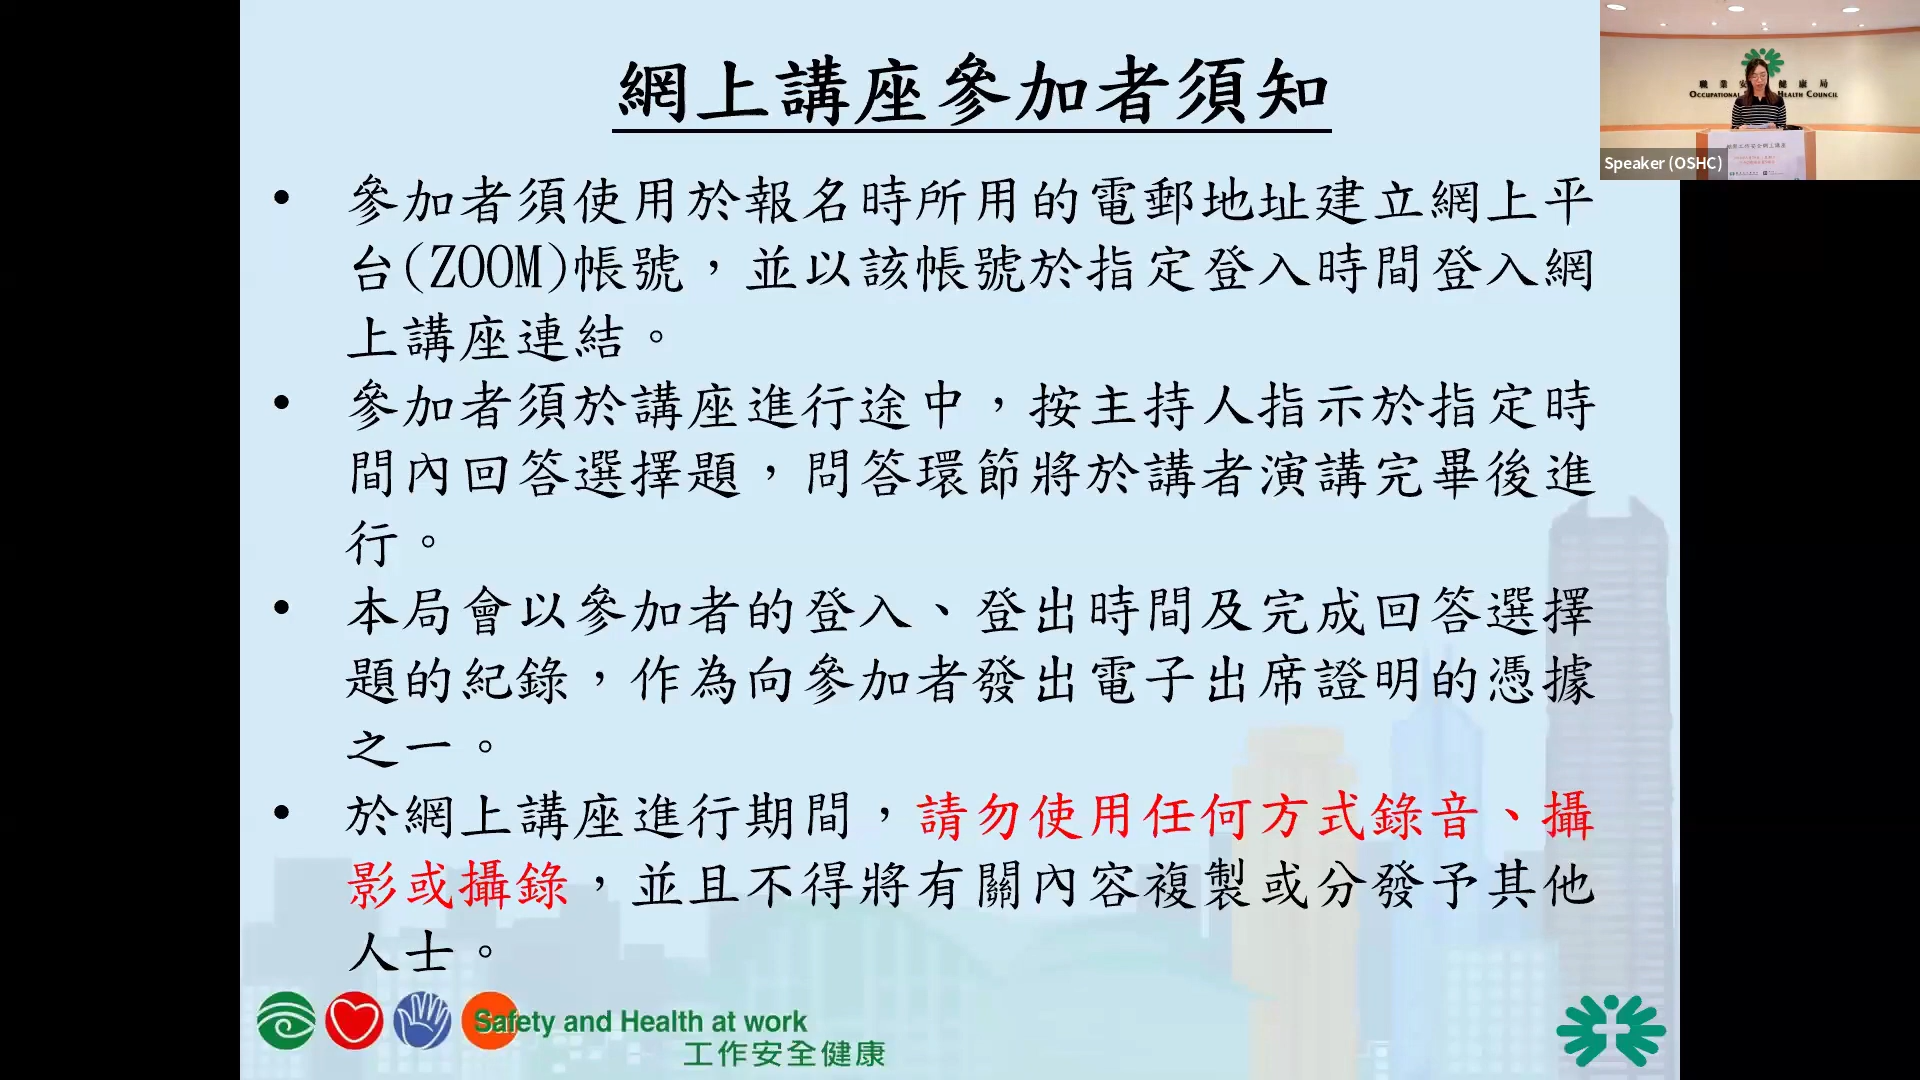 網上講座參加者須知
• 參加者須使用於報名時所用的電郵地址建立網上平
台(ZOOM)帳號，並以該帳號於指定登入時間登入網
上講座連結。
• 參加者須於講座進行途中，按主持人指示於指定時
間內回答選擇題，問答環節將於講者演講完畢後進
行。
• 本局會以參加者的登入、登出時間及完成回答選擇
題的紀錄，作為向參加者發出電子出席證明的憑據
之一。
• 於網上講座進行期間，請勿使用任何方式錄音、攝
影或攝錄，並且不得將有關內容複製或分發予其他
人士。
Safety and Health at work
工作安全健康
職業安 健康局
OCCUPATIONAL HEALTH COUNCIL
Speaker (OSHC)